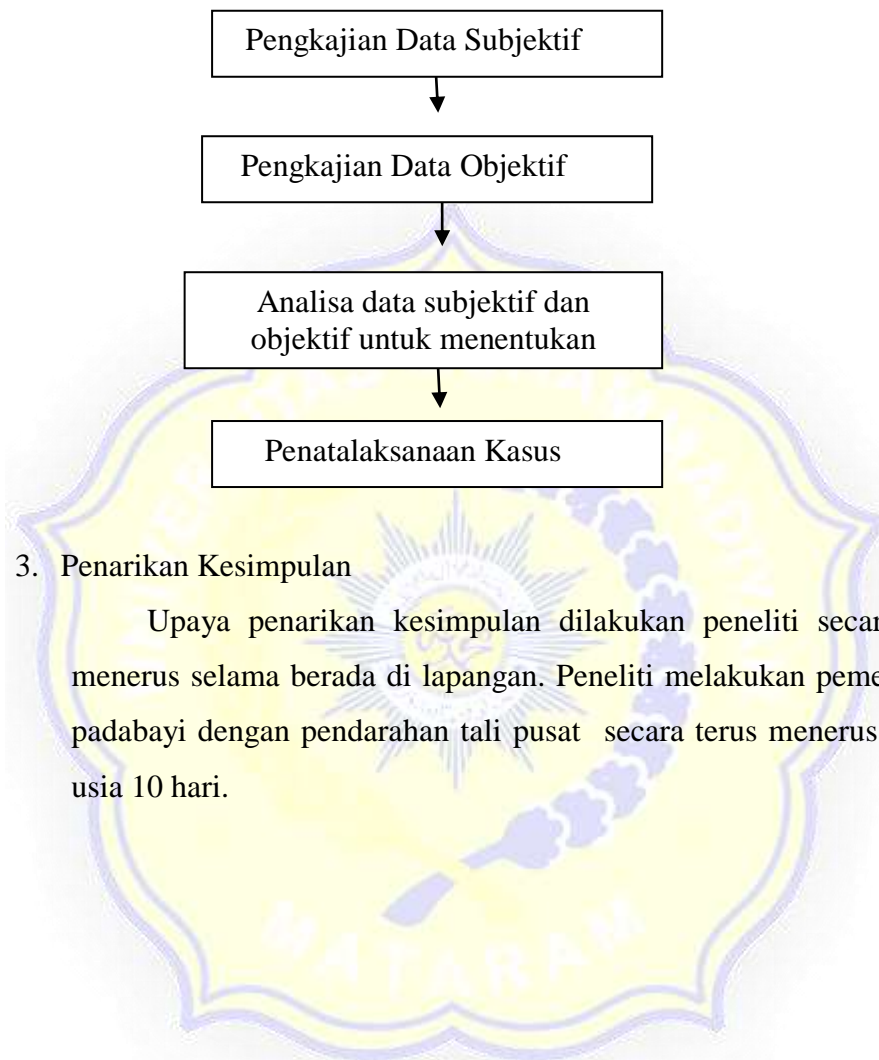 Pengkajian Data Subjektif
Pengkajian Data Objektif
Analisa data subjektif dan
objektif untuk menentukan
Penatalaksanaan Kasus
3. Penarikan Kesimpulan
Upaya penarikan kesimpulan dilakukan peneliti
menerus selama berada di lapangan. Peneliti melakukan
padabayi dengan pendarahan tali pusat secara terus menerus
usia 10 hari.
MATARAM